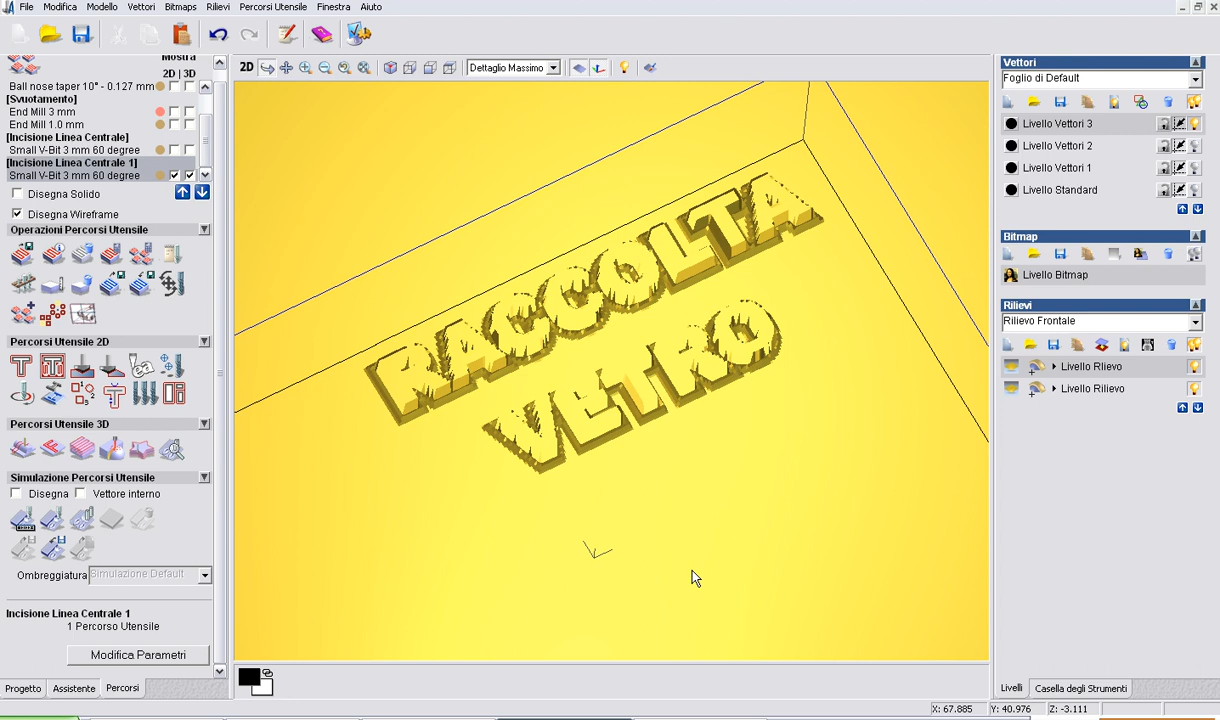 File Modifica Modello Vettori Bitmaps Rilievi Percorsi Utensile Finestra Aiuto
Mostra
2D | 3D
Ball nose taper 10° - 0.127 mm
[Svuotamento]
End Mill 3 mm
End Mill 1.0 mm
[Incisione Linea Centrale]
Small V-Bit 3 mm 60 degree
[Incisione Linea Centrale 1]
Small V-Bit 3 mm 60 degree
Disegna Solido
Disegna Wireframe
Operazioni Percorsi Utensile
Percorsi Utensile 2D
Percorsi Utensile 3D
Simulazione Percorsi Utensile
Disegna Vettore interno
Ombreggiatura Simulazione Default
Incisione Linea Centrale 1
1 Percorso Utensile
Modifica Parametri
Progetto Assistente Percorsi
2D Dettaglio Massimo
RACCOLTA
VETRO
Vettori
Foglio di Default
Livello Vettori 3
Livello Vettori 2
Livello Vettori 1
Livello Standard
Bitmap
Livello Bitmap
Rilievi
Rilievo Frontale
Livello Rlievo
Livello Rilievo
Livelli Casella degli Strumenti
X: 67.885 Y: 40.976 Z: -3.111